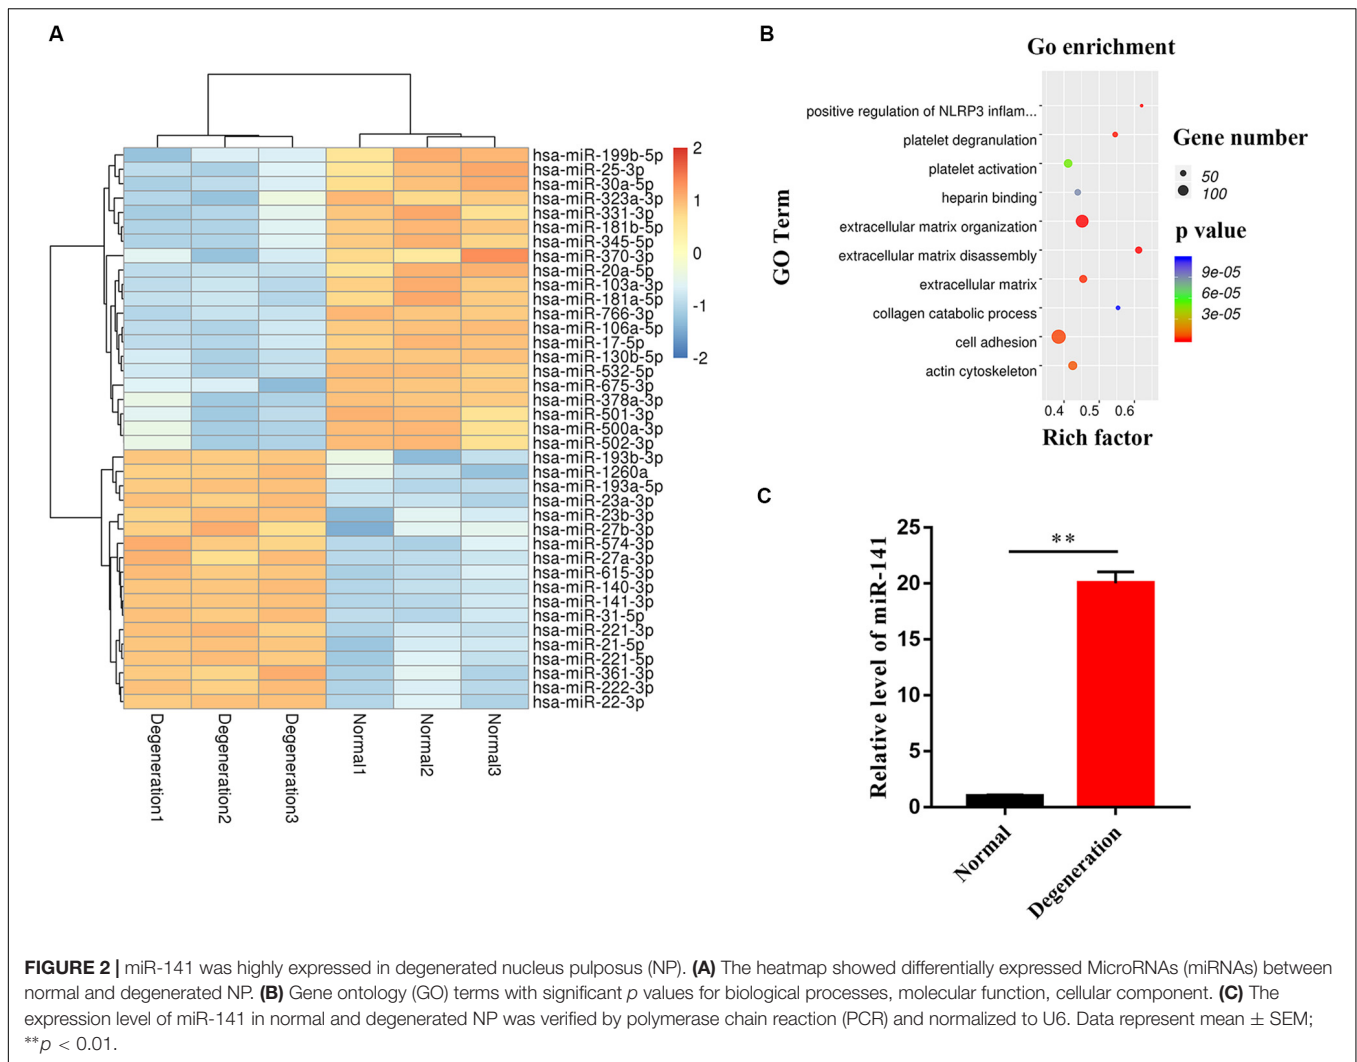 A
2
1
0
-1
-2
hsa-miR-199b-5p
hsa-miR-25-3p
hsa-miR-30a-5p
hsa-miR-323a-3p
hsa-miR-331-3p
hsa-miR-181b-5p
hsa-miR-345-5p
hsa-miR-370-3p
hsa-miR-20a-5p
hsa-miR-103a-3p
hsa-miR-181a-5p
hsa-miR-766-3p
hsa-miR-106a-5p
hsa-miR-17-5p
hsa-miR-130b-5p
hsa-miR-532-5p
hsa-miR-675-3p
hsa-miR-378a-3p
hsa-miR-501-3p
hsa-miR-500a-3p
hsa-miR-502-3p
hsa-miR-193b-3p
hsa-miR-1260a
hsa-miR-193a-5p
hsa-miR-23a-3p
hsa-miR-23b-3p
hsa-miR-27b-3p
hsa-miR-574-3p
hsa-miR-27a-3p
hsa-miR-615-3p
hsa-miR-140-3p
hsa-miR-141-3p
hsa-miR-31-5p
hsa-miR-221-3p
hsa-miR-21-5p
hsa-miR-221-5p
hsa-miR-361-3p
hsa-miR-222-3p
hsa-miR-22-3p
Degeneration1
Degeneration2
Degeneration3
Normal1
Normal2
Normal3
B
Go enrichment
GO Term
positive regulation of NLRP3 inflam...
platelet degranulation
platelet activation
heparin binding
extracellular matrix organization
extracellular matrix disassembly
extracellular matrix
collagen catabolic process
cell adhesion
actin cytoskeleton
0.4 0.5 0.6
Rich factor
Gene number
50
100
p value
9e-05
6e-05
3e-05
C
Relative level of miR-141
25
20
15
10
5
0
**
Normal
Degeneration
FIGURE 2 | miR-141 was highly expressed in degenerated nucleus pulposus (NP). (A) The heatmap showed differentially expressed MicroRNAs (miRNAs) between
normal and degenerated NP. (B) Gene ontology (GO) terms with significant p values for biological processes, molecular function, cellular component. (C) The
expression level of miR-141 in normal and degenerated NP was verified by polymerase chain reaction (PCR) and normalized to U6. Data represent mean ± SEM;
**p < 0.01.